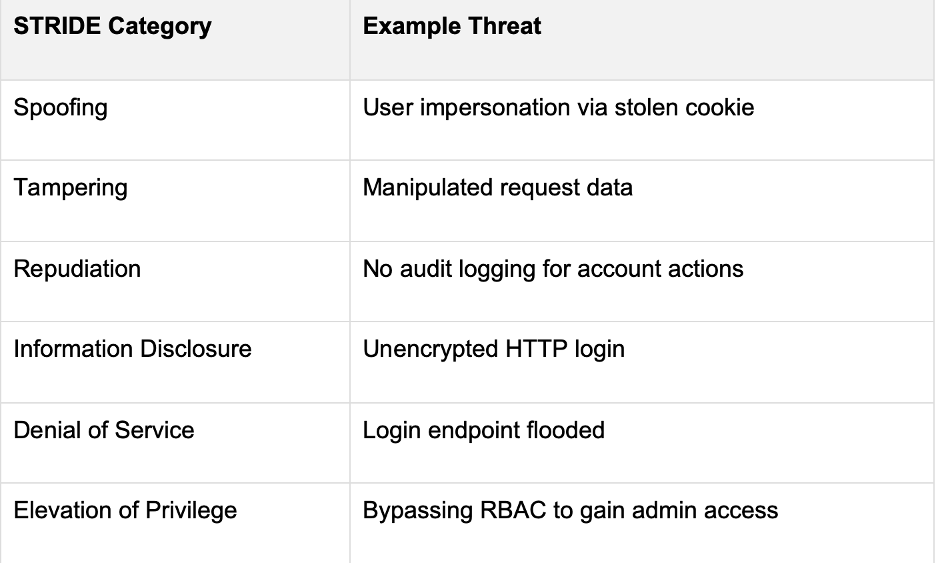 STRIDE Category Example Threat
Spoofing User impersonation via stolen cookie
Tampering Manipulated request data
Repudiation No audit logging for account actions
Information Disclosure Unencrypted HTTP login
Denial of Service Login endpoint flooded
Elevation of Privilege Bypassing RBAC to gain admin access